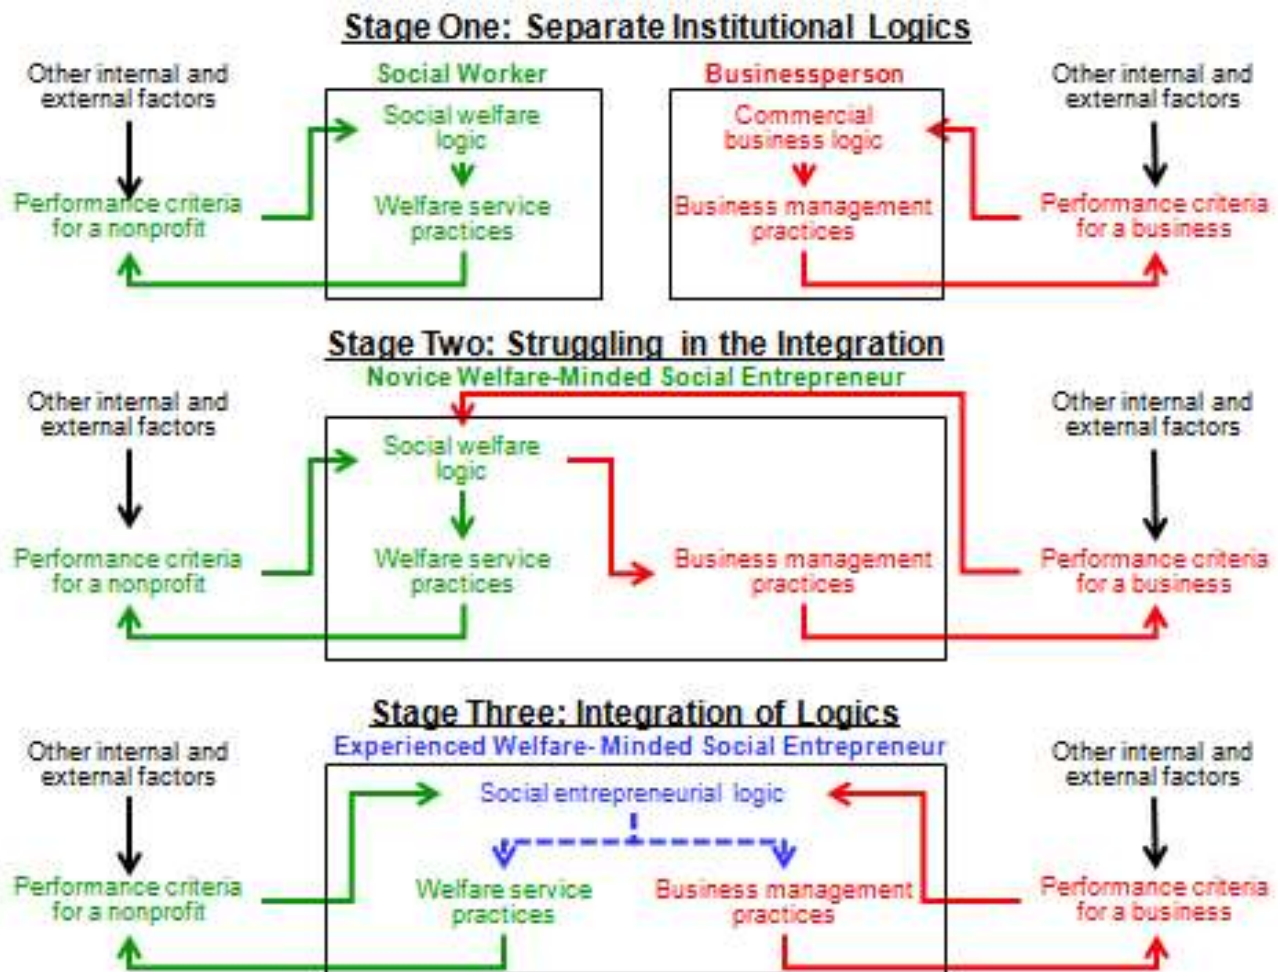 Stage One: Separate Institutional Logics
Other internal and
external factors
Social Worker
Businessperson
Other internal and
external factors
Social welfare
logic
Commercial
business logic
Performance criteria
for a nonprofit
Welfare service
practices
Business management
practices
Performance criteria
for a business
Stage Two: Struggling in the Integration
Novice Welfare-Minded Social Entrepreneur
Other internal and
external factors
Other internal and
external factors
Social welfare
logic
Performance criteria
for a nonprofit
Welfare service
practices
Business management
practices
Performance criteria
for a business
Stage Three: Integration of Logics
Experienced Welfare- Minded Social Entrepreneur
Other internal and
external factors
Other internal and
external factors
Social entrepreneurial logic
Performance criteria
for a nonprofit
Welfare service
practices
Business management
practices
Performance criteria
for a business